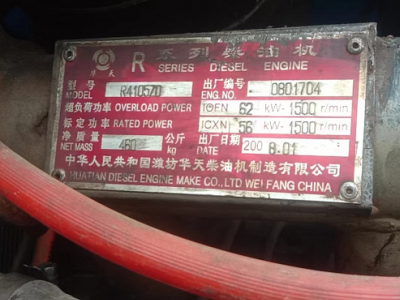 华天 R 系列柴油机
SERIES DIESEL ENGINE
型号 MODEL R4105ZD 出厂编号 ENG.NO. 0801704
超负荷功率 OVERLOAD POWER IOFN 62 kW-1500 r/min
标定功率 RATED POWER ICXN 56 kW-1500 r/min
净质量 NET MASS 460 公斤 kg 出厂日期 DATE 200 8.01
中华人民共和国潍坊华天柴油机制造有限公司
HUATIAN DIESEL ENGINE MAKE CO.,LTD WEI FANG CHINA